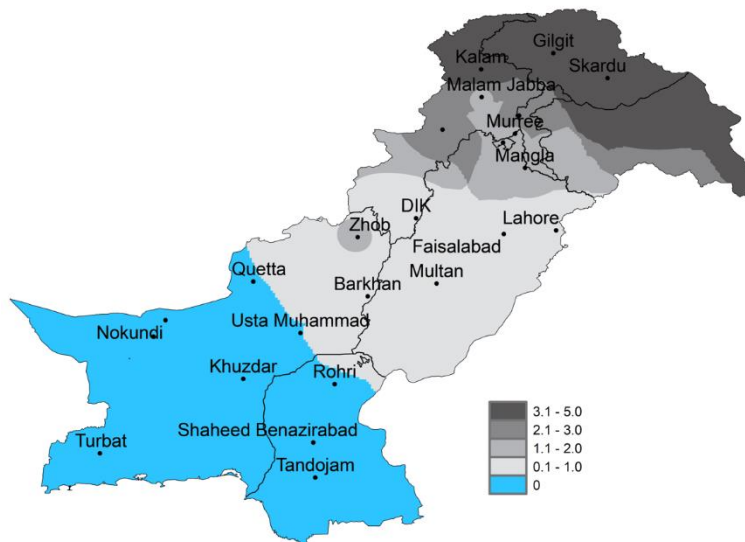 Gilgit
Kalam
Skardu
Malam Jabba
Murree
Mangla
DIK
Zhob
Lahore
Faisalabad
Quetta
Multan
Barkhan
Nokundi
Usta Muhammad
Khuzdar
Rohri
3.1 - 5.0
2.1 - 3.0
1.1 - 2.0
0.1 - 1.0
0
Turbat
Shaheed Benazirabad
Tandojam